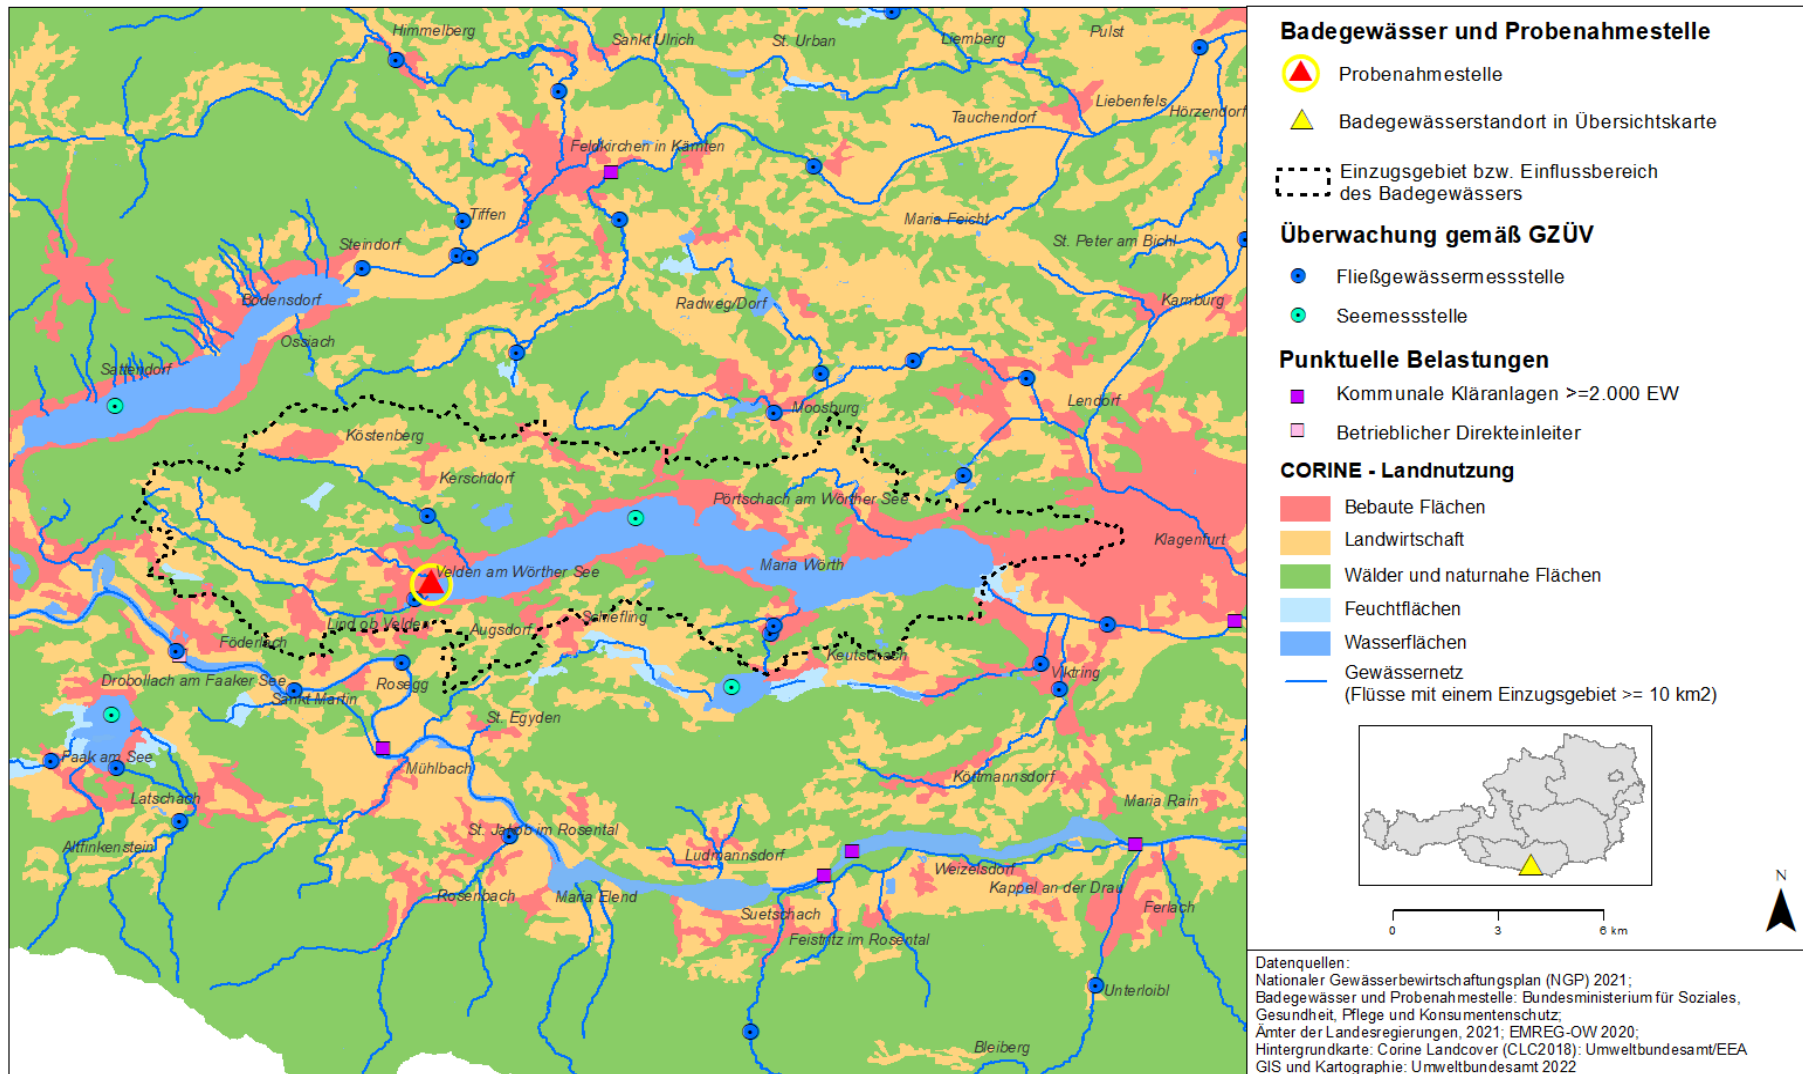 Himmelberg
Sankt Ulrich
St. Urban
Liemberg
Pulst
Liebenfels
Hörzendorf
Tauchendorf
Feldkirchen in Kärnten
Tiffen
Maria Feicht
Steindorf
St. Peter am Bichl
Bodensdorf
Radweg/Dorf
Karnburg
Ossiach
Sattendorf
Moosburg
Lendorf
Köstenberg
Kerschdorf
Pörtschach am Wörther See
Klagenfurt
Velden am Wörther See
Maria Wörth
Schiefling
Lind ob Velden
Augsdorf
Föderlach
Keutschach
Viktring
Drobollach am Faaker See
Rosegg
Sankt Martin
St. Egyden
Faak am See
Mühlbach
Köttmannsdorf
Latschach
Maria Rain
St. Jakob im Rosental
Altfinkenstein
Ludmannsdorf
Weizelsdorf
Kappel an der Drau
Rosenbach
Maria Elend
Suetschach
Ferlach
Feistritz im Rosental
Unterloibl
Bleiberg
Badegewässer und Probenahmestelle
Probenahmestelle
Badegewässerstandort in Übersichtskarte
Einzugsgebiet bzw. Einflussbereich
des Badegewässers
Überwachung gemäß GZÜV
Fließgewässermessstelle
Seemessstelle
Punktuelle Belastungen
Kommunale Kläranlagen >=2.000 EW
Betrieblicher Direkteinleiter
CORINE - Landnutzung
Bebaute Flächen
Landwirtschaft
Wälder und naturnahe Flächen
Feuchtflächen
Wasserflächen
Gewässernetz
(Flüsse mit einem Einzugsgebiet >= 10 km2)
N
0 3 6 km
Datenquellen:
Nationaler Gewässerbewirtschaftungsplan (NGP) 2021;
Badegewässer und Probenahmestelle: Bundesministerium für Soziales,
Gesundheit, Pflege und Konsumentenschutz;
Ämter der Landesregierungen, 2021; EMREG-OW 2020;
Hintergrundkarte: Corine Landcover (CLC2018): Umweltbundesamt/EEA
GIS und Kartographie: Umweltbundesamt 2022